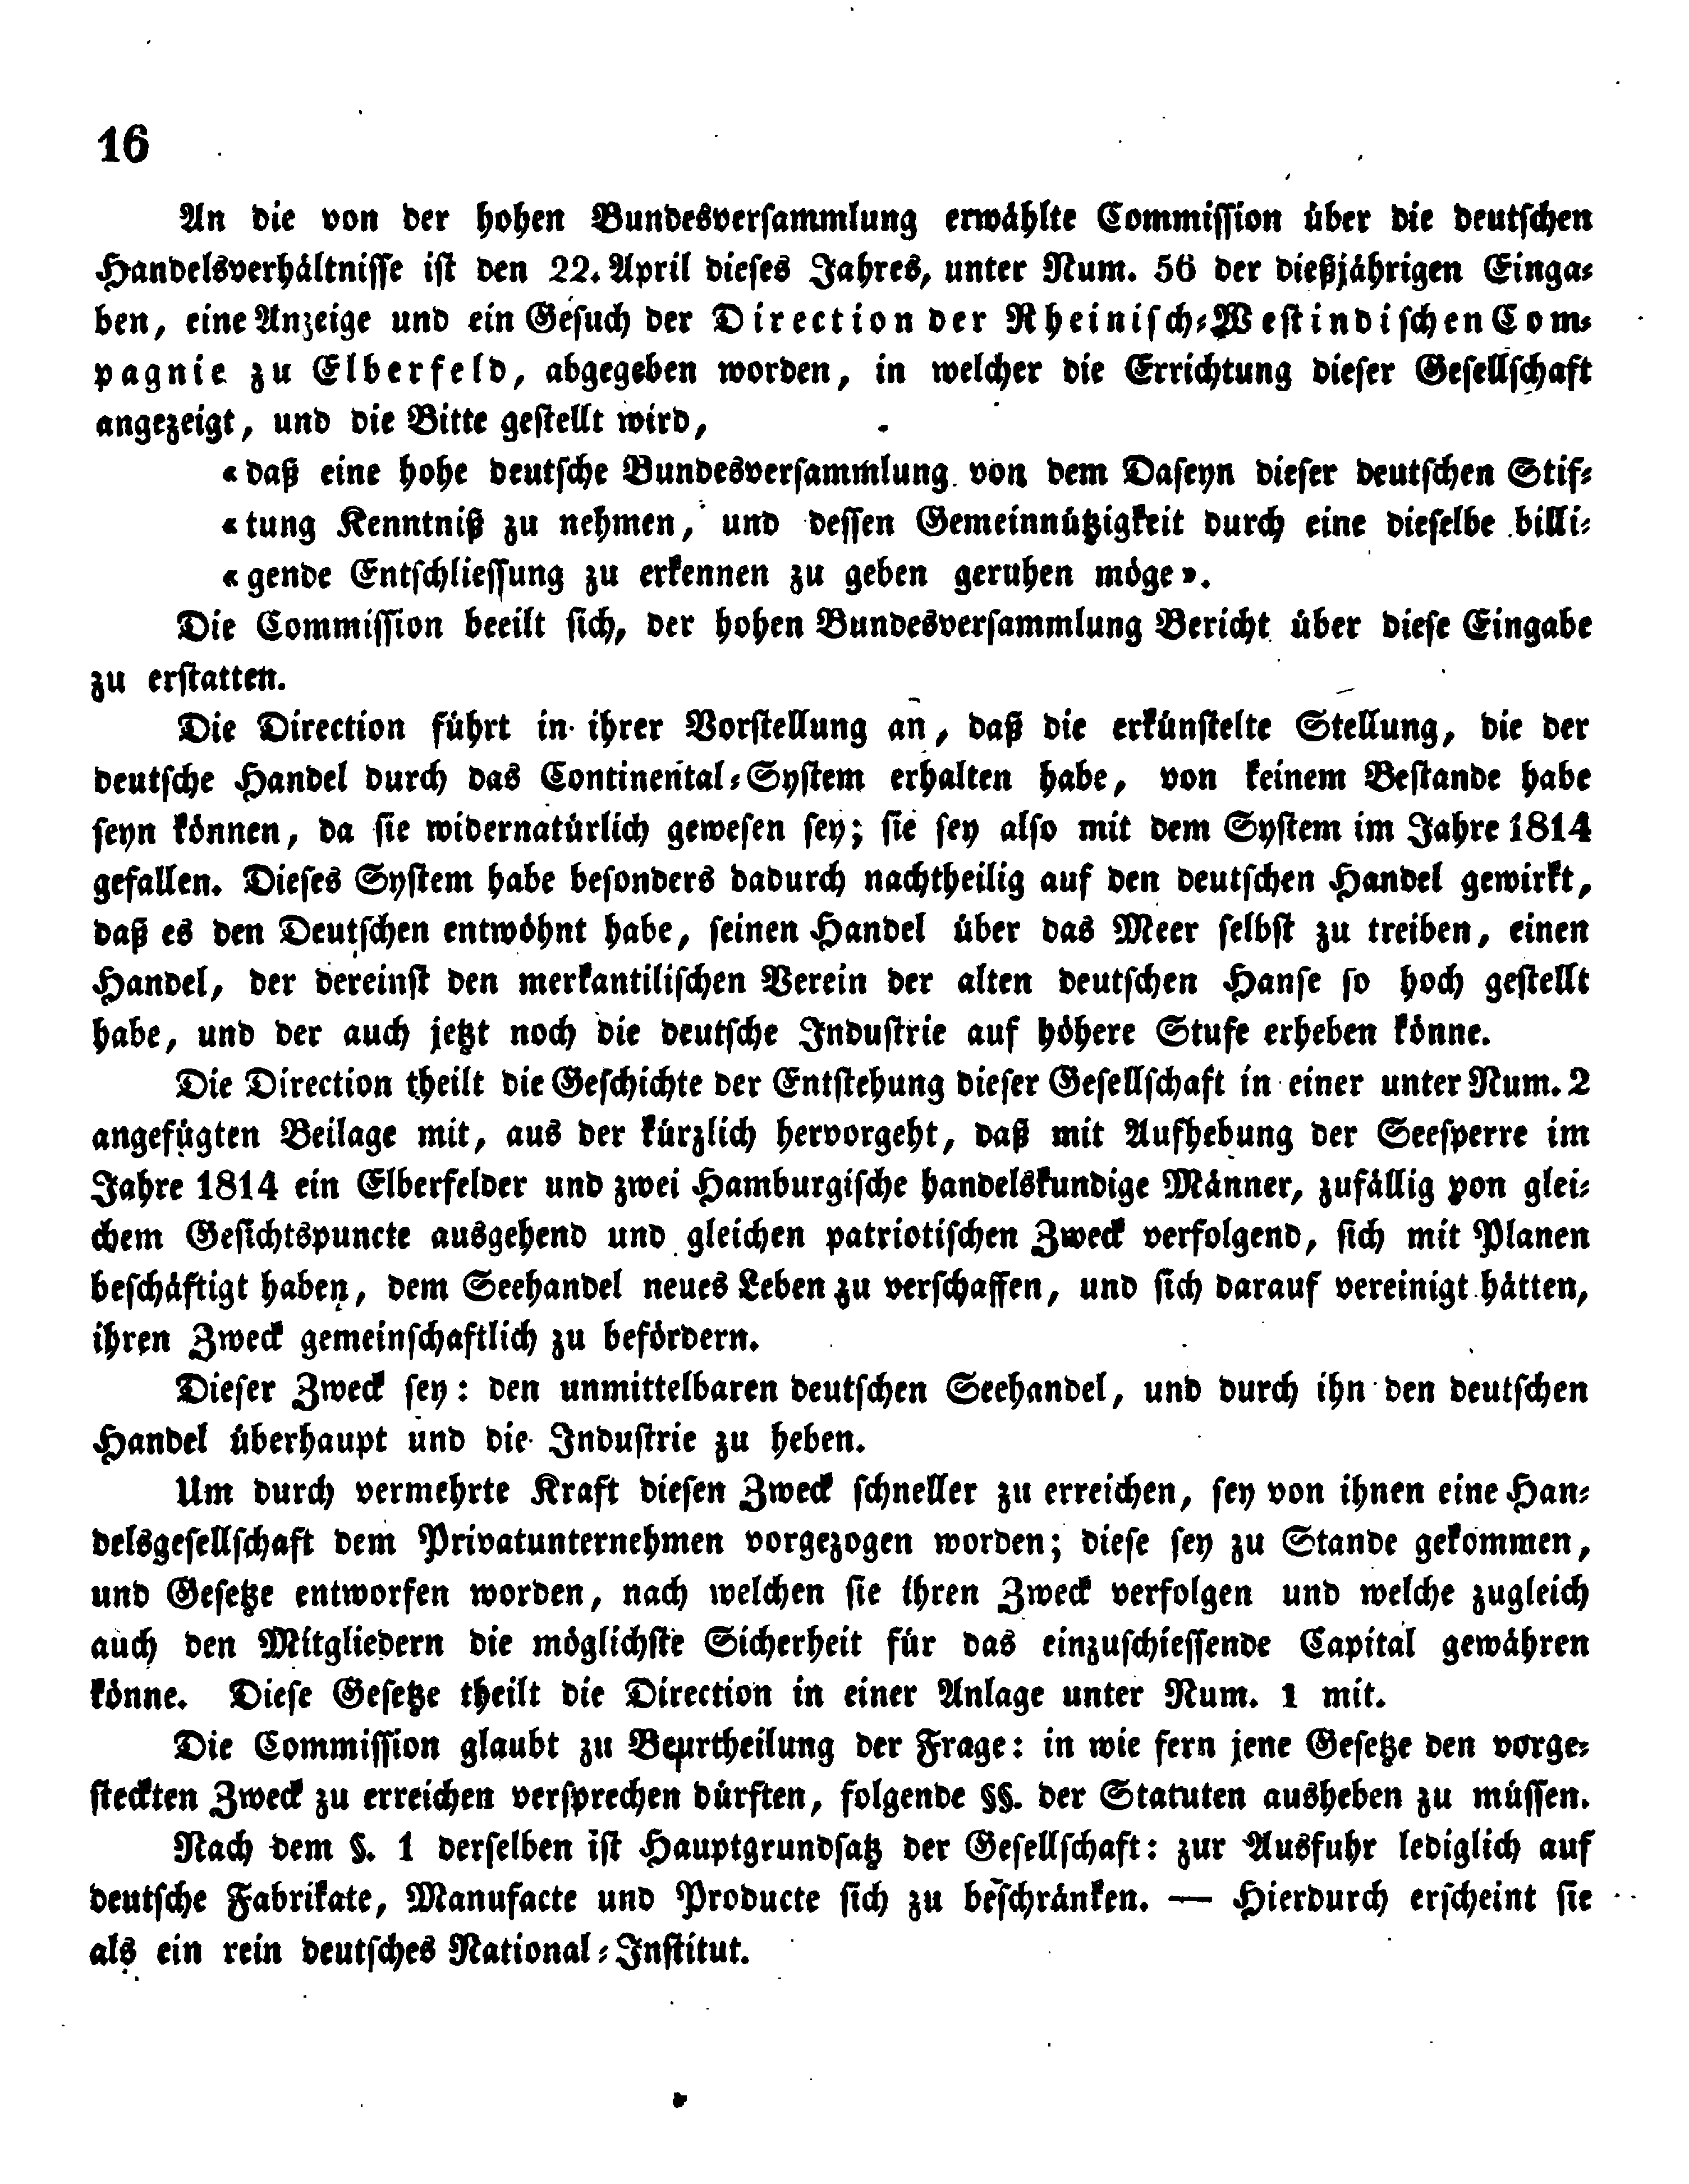 16
An die von der hohen Bundesversammlung erwählte Commission über die deutschen
Handelsverhältnisse ist den 22. April dieses Jahres, unter Num. 56 der dießjährigen Einga-
ben, eine Anzeige und ein Gesuch der Direction der Rheinisch-Westindischen Com-
pagnie zu Elberfeld, abgegeben worden, in welcher die Errichtung dieser Gesellschaft
angezeigt, und die Bitte gestellt wird,
«daß eine hohe deutsche Bundesversammlung von dem Daseyn dieser deutschen Stif-
«tung Kenntniß zu nehmen, und dessen Gemeinnützigkeit durch eine dieselbe billi-
«gende Entschliessung zu erkennen zu geben geruhen möge».
Die Commission beeilt sich, der hohen Bundesversammlung Bericht über diese Eingabe
zu erstatten.
Die Direction führt in ihrer Vorstellung an, daß die erkünstelte Stellung, die der
deutsche Handel durch das Continental-System erhalten habe, von keinem Bestande habe
seyn können, da sie widernatürlich gewesen sey; sie sey also mit dem System im Jahre 1814
gefallen. Dieses System habe besonders dadurch nachtheilig auf den deutschen Handel gewirkt,
daß es den Deutschen entwöhnt habe, seinen Handel über das Meer selbst zu treiben, einen
Handel, der dereinst den merkantilischen Verein der alten deutschen Hanse so hoch gestellt
habe, und der auch jetzt noch die deutsche Industrie auf höhere Stufe erheben könne.
Die Direction theilt die Geschichte der Entstehung dieser Gesellschaft in einer unter Num. 2
angefügten Beilage mit, aus der kürzlich hervorgeht, daß mit Aufhebung der Seesperre im
Jahre 1814 ein Elberfelder und zwei Hamburgische handelskundige Männer, zufällig von glei-
chem Gesichtspuncte ausgehend und gleichen patriotischen Zweck verfolgend, sich mit Planen
beschäftigt haben, dem Seehandel neues Leben zu verschaffen, und sich darauf vereinigt hätten,
ihren Zweck gemeinschaftlich zu befördern.
Dieser Zweck sey: den unmittelbaren deutschen Seehandel, und durch ihn den deutschen
Handel überhaupt und die Industrie zu heben.
Um durch vermehrte Kraft diesen Zweck schneller zu erreichen, sey von ihnen eine Han-
delsgesellschaft dem Privatunternehmen vorgezogen worden; diese sey zu Stande gekommen,
und Gesetze entworfen worden, nach welchen sie ihren Zweck verfolgen und welche zugleich
auch den Mitgliedern die möglichste Sicherheit für das einzuschiessende Capital gewähren
könne. Diese Gesetze theilt die Direction in einer Anlage unter Num. 1 mit.
Die Commission glaubt zu Beurtheilung der Frage: in wie fern jene Gesetze den vorge-
steckten Zweck zu erreichen versprechen dürften, folgende §§. der Statuten ausheben zu müssen.
Nach dem §. 1 derselben ist Hauptgrundsatz der Gesellschaft: zur Ausfuhr lediglich auf
deutsche Fabrikate, Manufacte und Producte sich zu beschränken. — Hierdurch erscheint sie
als ein rein deutsches National-Institut.